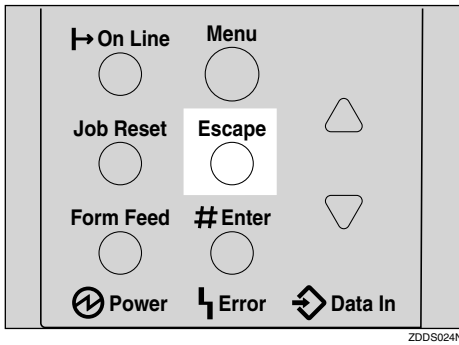 On Line Menu
Job Reset Escape
Form Feed # Enter
Power Error Data In
ZDDS024N